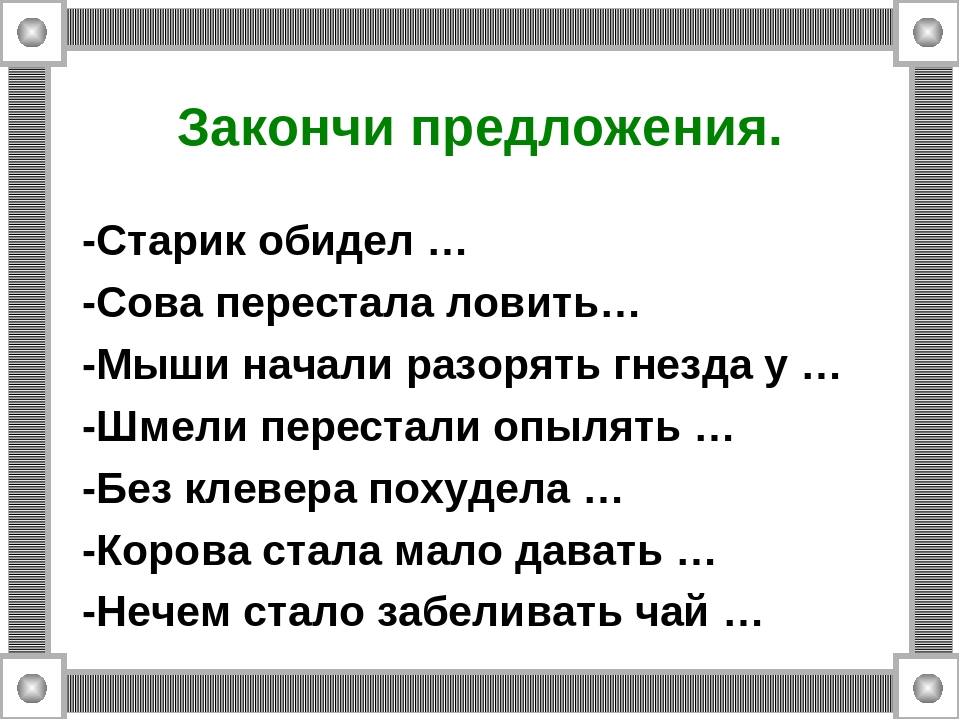 Закончи предложения.
-Старик обидел …
-Сова перестала ловить…
-Мыши начали разорять гнезда у …
-Шмели перестали опылять …
-Без клевера похудела …
-Корова стала мало давать …
-Нечем стало забеливать чай …